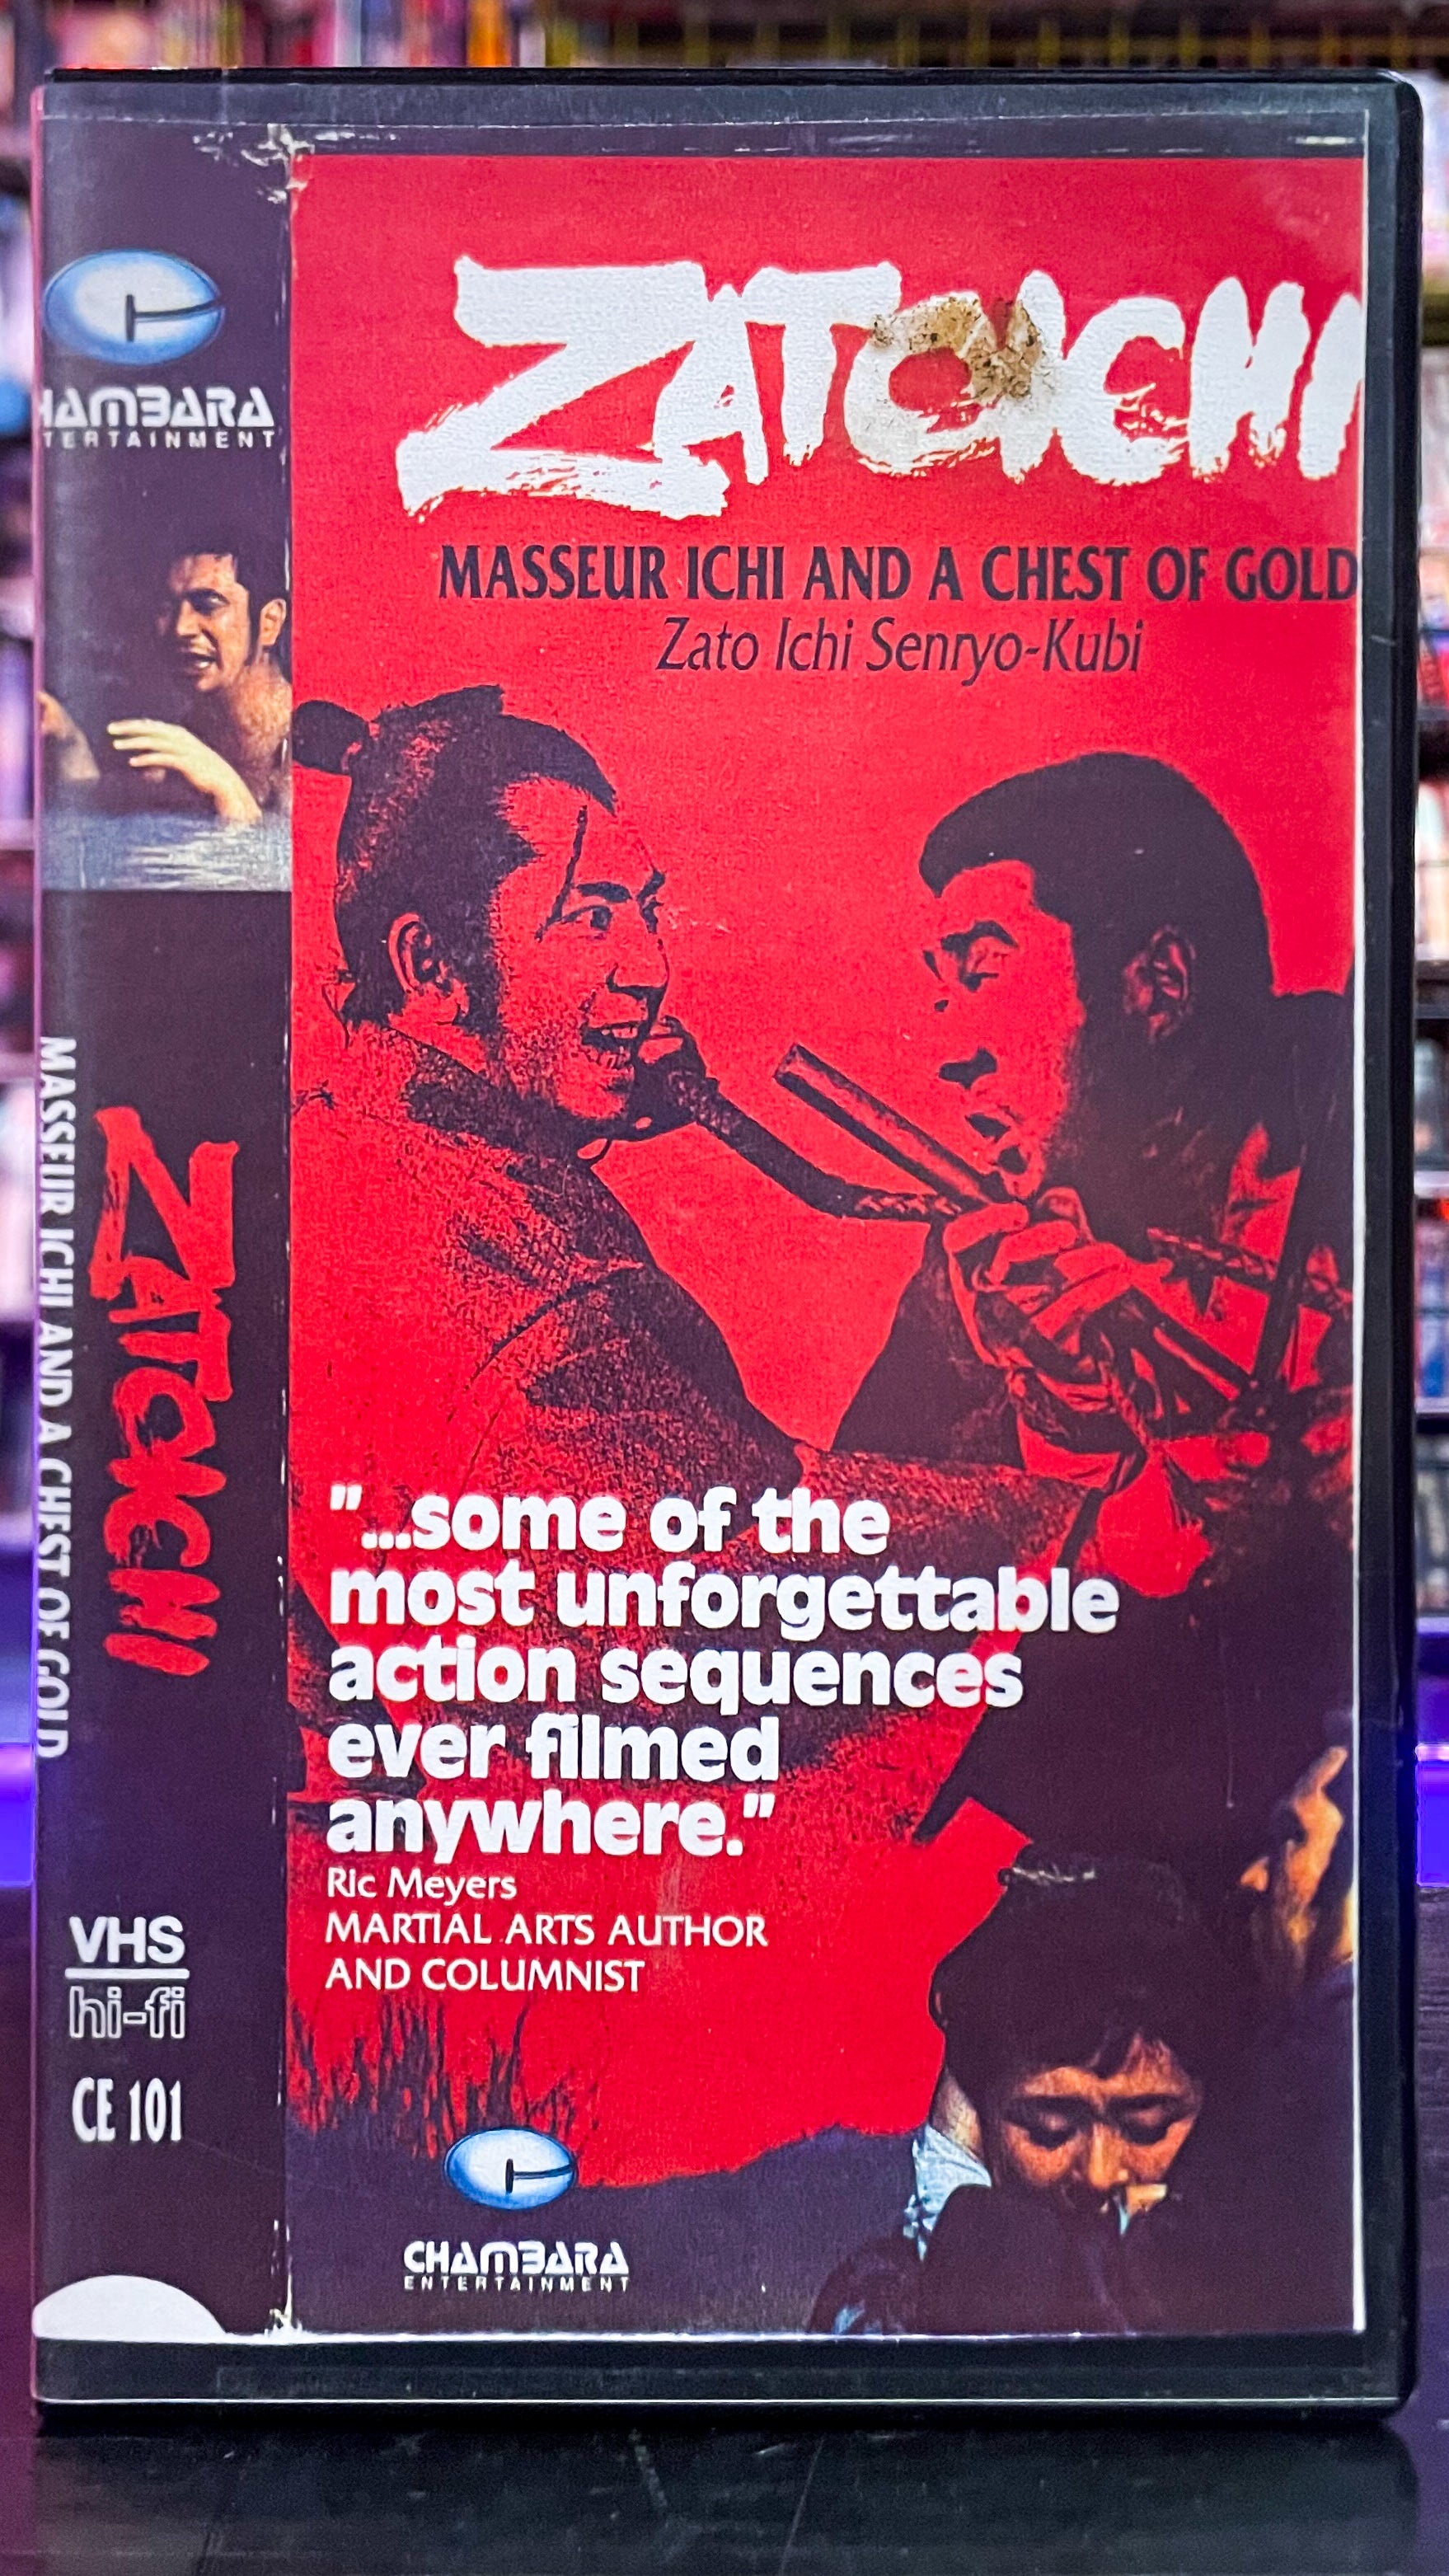 HAMBARA
TERTAINMENT
MASSEUR ICHI AND A CHEST OF GOLD
ZATOICHI
VHS
hi-fi
CE 101
ZATOICHI
MASSEUR ICHI AND A CHEST OF GOLD
Zato Ichi Senryo-Kubi
"...some of the
most unforgettable
action sequences
ever filmed
anywhere."
Ric Meyers
MARTIAL ARTS AUTHOR
AND COLUMNIST
CHAMBARA
ENTERTAINMENT